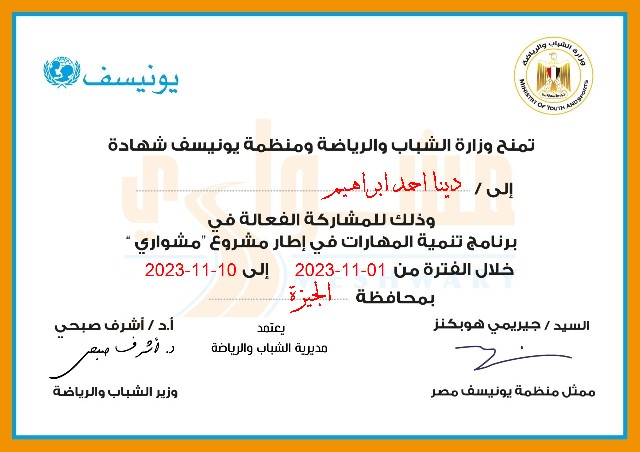 يونيسف
وزارة الشباب والرياضة
MINISTRY OF YOUTH AND SPORTS
تمنح وزارة الشباب والرياضة ومنظمة يونيسف شهادة
إلى / دينا احمد ابراهيم
وذلك للمشاركة الفعالة في
برنامج تنمية المهارات في إطار مشروع "مشواري "
خلال الفترة من 2023-11-01 إلى 2023-11-10
بمحافظة الجيزة
السيد / جيريمي هوبكنز
يعتمد
أ.د / أشرف صبحي
مديرية الشباب والرياضة
د. أشرف صبحى
ممثل منظمة يونيسف مصر
وزير الشباب والرياضة
مشواري
MESHWARY